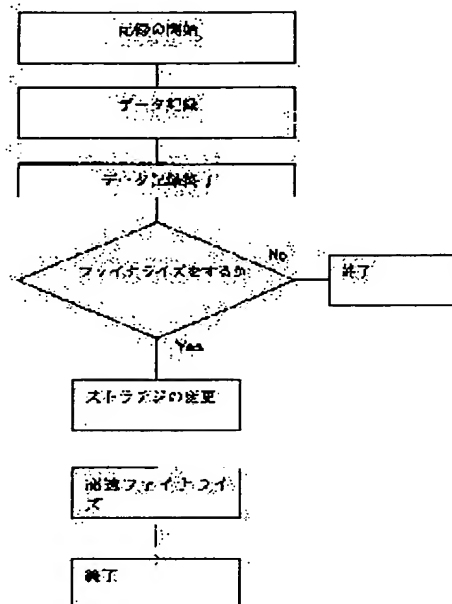 記録の開始
データ記録
データ記録終了
ファイナライズをするか
No
終了
Yes
ストラテジの変更
ファイナライ
ズ
終了